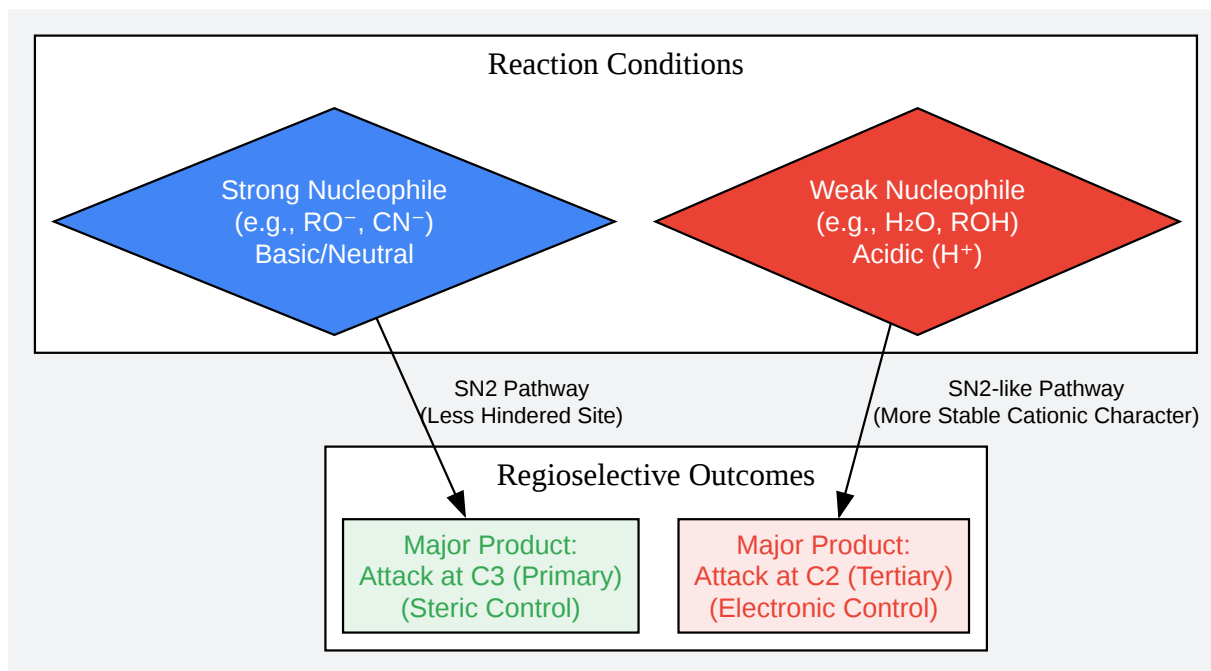 Reaction Conditions
Strong Nucleophile
(e.g., RO⁻, CN⁻)
Basic/Neutral
Weak Nucleophile
(e.g., H₂O, ROH)
Acidic (H⁺)
SN2 Pathway
(Less Hindered Site)
SN2-like Pathway
(More Stable Cationic Character)
Regioselective Outcomes
Major Product:
Attack at C3 (Primary)
(Steric Control)
Major Product:
Attack at C2 (Tertiary)
(Electronic Control)